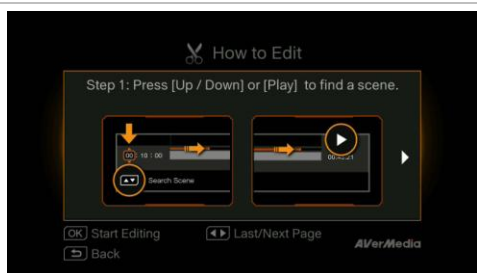 How to Edit
Step 1: Press [Up / Down] or [Play] to find a scene.
00 : 18 : 00
Search Scene
OK Start Editing
Last/Next Page
AVerMedia
Back